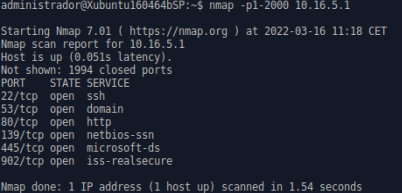 administrador@Xubuntu160464bSP:~$ nmap -p1-2000 10.16.5.1
Starting Nmap 7.01 ( https://nmap.org ) at 2022-03-16 11:18 CET
Nmap scan report for 10.16.5.1
Host is up (0.051s latency).
Not shown: 1994 closed ports
PORT    STATE SERVICE
22/tcp  open  ssh
53/tcp  open  domain
80/tcp  open  http
139/tcp open  netbios-ssn
445/tcp open  microsoft-ds
902/tcp open  iss-realsecure
Nmap done: 1 IP address (1 host up) scanned in 1.54 seconds